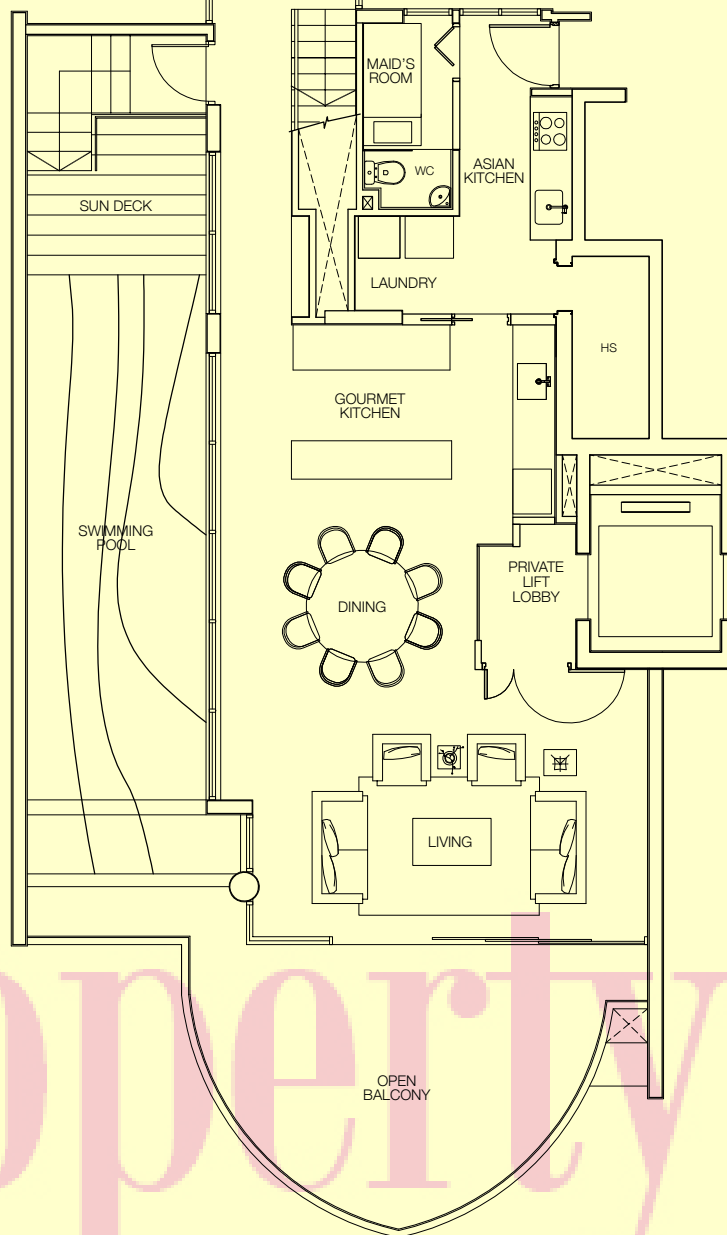 MAID'S
ROOM
WC
ASIAN
KITCHEN
SUN DECK
LAUNDRY
HS
GOURMET
KITCHEN
SWIMMING
POOL
PRIVATE
LIFT
LOBBY
DINING
LIVING
OPEN
BALCONY
operty